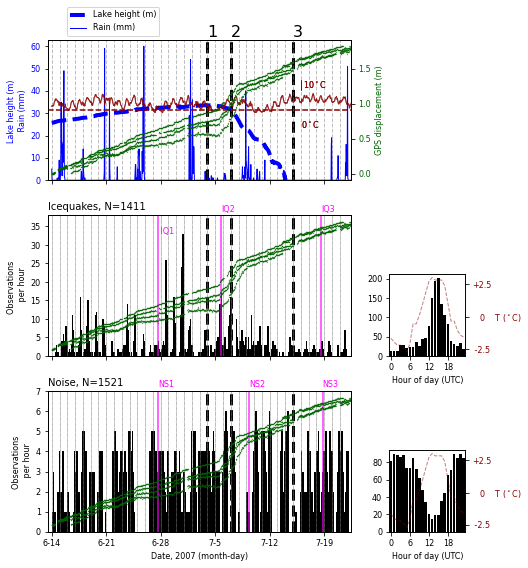 Lake height (m)
Rain (mm)
1 2 3
60
50
40
30
20
10
0
Lake height (m)
Rain (mm)
10°C
0°C
1.5
1.0
0.5
0.0
GPS displacement (m)
Icequakes, N=1411
IQ1
IQ2
IQ3
35
30
25
20
15
10
5
0
Observations
per hour
200
150
100
50
0
+2.5
0
-2.5
T (°C)
0 6 12 18
Hour of day (UTC)
Noise, N=1521
NS1
NS2
NS3
7
6
5
4
3
2
1
0
Observations
per hour
6-14 6-21 6-28 7-5 7-12 7-19
Date, 2007 (month-day)
80
60
40
20
0
+2.5
0
-2.5
T (°C)
0 6 12 18
Hour of day (UTC)